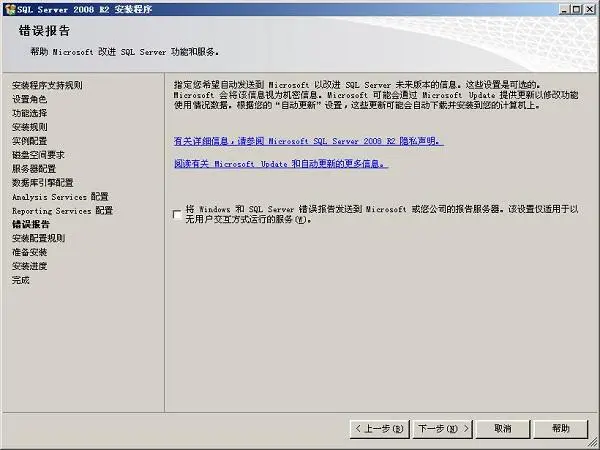 SQL Server 2008 R2 安装程序
错误报告
帮助 Microsoft 改进 SQL Server 功能和服务。
安装程序支持规则
设置角色
功能选择
安装规则
实例配置
磁盘空间要求
服务器配置
数据库引擎配置
Analysis Services 配置
Reporting Services 配置
错误报告
安装配置规则
准备安装
安装进度
完成
指定您希望自动发送到 Microsoft 以改进 SQL Server 未来版本的信息。这些设置是可选的。
Microsoft 会将该信息视为机密信息。Microsoft 可能会通过 Microsoft Update 提供更新以修改功能
使用情况数据。根据您的“自动更新”设置，这些更新可能会自动下载并安装到您的计算机上。
有关详细信息，请参阅 Microsoft SQL Server 2008 R2 隐私声明。
阅读有关 Microsoft Update 和自动更新的更多信息。
将 Windows 和 SQL Server 错误报告发送到 Microsoft 或您公司的报告服务器。该设置仅适用于以
无用户交互方式运行的服务(W)。
< 上一步(B)
下一步(N) >
取消
帮助